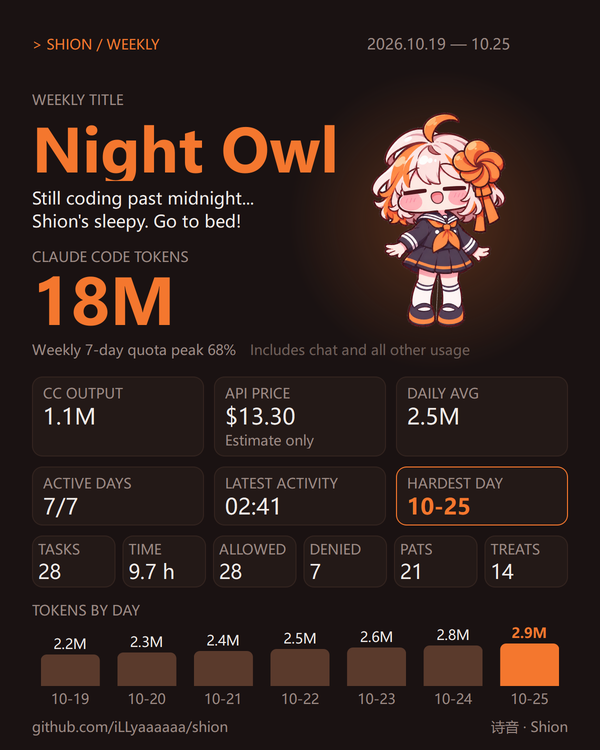 > SHION / WEEKLY
2026.10.19 — 10.25
WEEKLY TITLE
Night Owl
Still coding past midnight...
Shion's sleepy. Go to bed!
CLAUDE CODE TOKENS
18M
Weekly 7-day quota peak 68% Includes chat and all other usage
CC OUTPUT
1.1M
API PRICE
$13.30
Estimate only
DAILY AVG
2.5M
ACTIVE DAYS
7/7
LATEST ACTIVITY
02:41
HARDEST DAY
10-25
TASKS
28
TIME
9.7 h
ALLOWED
28
DENIED
7
PATS
21
TREATS
14
TOKENS BY DAY
2.2M 2.3M 2.4M 2.5M 2.6M 2.8M 2.9M
10-19 10-20 10-21 10-22 10-23 10-24 10-25
github.com/iLLyaaaaaa/shion
诗音 · Shion